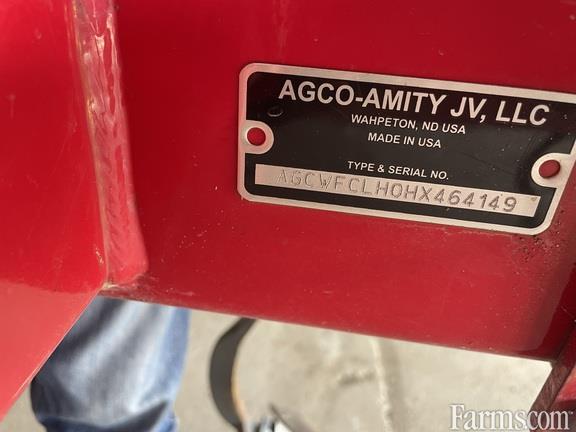 AGCO-AMITY JV, LLC
WAHPETON, ND USA
MADE IN USA
TYPE & SERIAL NO.
AGCWFCLH0HX464149
Farms.com®